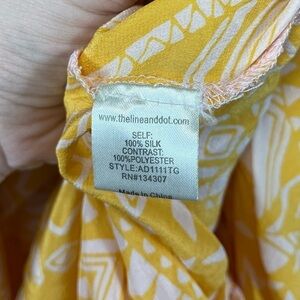 www.thelineanddot.com
SELF:
100% SILK
CONTRAST:
100%POLYESTER
STYLE:AD1111TG
RN#134307
Made in China